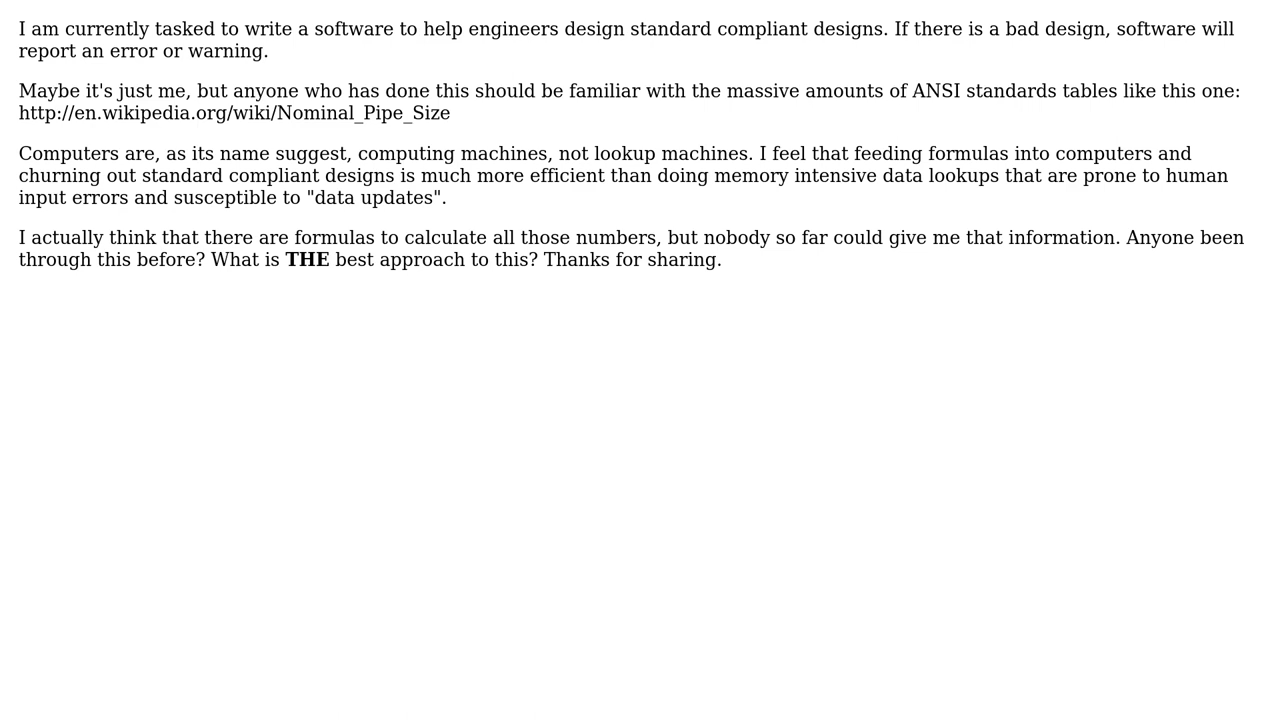 I am currently tasked to write a software to help engineers design standard compliant designs. If there is a bad design, software will
report an error or warning.
Maybe it's just me, but anyone who has done this should be familiar with the massive amounts of ANSI standards tables like this one:
http://en.wikipedia.org/wiki/Nominal_Pipe_Size
Computers are, as its name suggest, computing machines, not lookup machines. I feel that feeding formulas into computers and
churning out standard compliant designs is much more efficient than doing memory intensive data lookups that are prone to human
input errors and susceptible to "data updates".
I actually think that there are formulas to calculate all those numbers, but nobody so far could give me that information. Anyone been
through this before? What is THE best approach to this? Thanks for sharing.